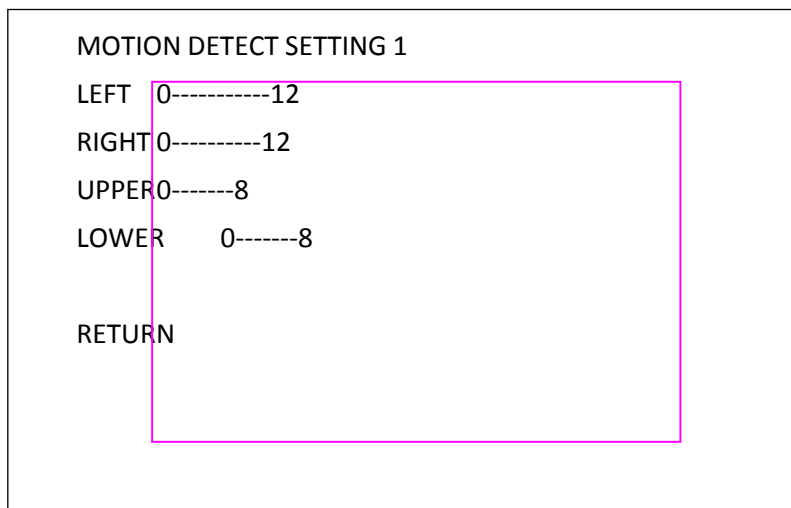 MOTION DETECT SETTING 1
LEFT 0-----------12
RIGHT 0----------12
UPPER 0-------8
LOWER 0-------8
RETURN